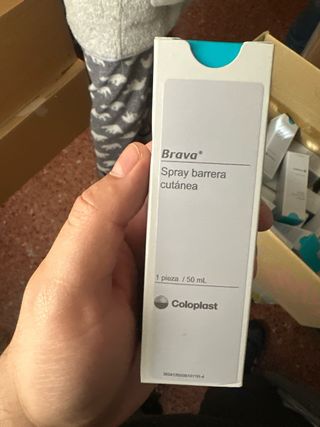 Brava®
Spray barrera
cutánea
1 pieza / 50 mL
Coloplast